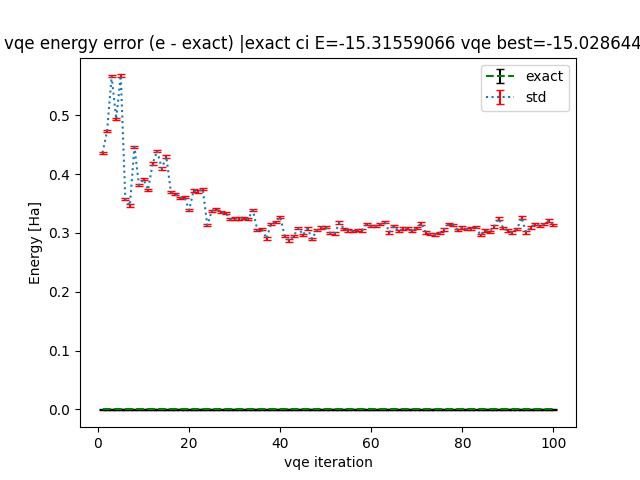 vqe energy error (e - exact) |exact ci E=-15.31559066 vqe best=-15.028644
exact
std
0.5
0.4
0.3
0.2
0.1
0.0
Energy [Ha]
0 20 40 60 80 100
vqe iteration